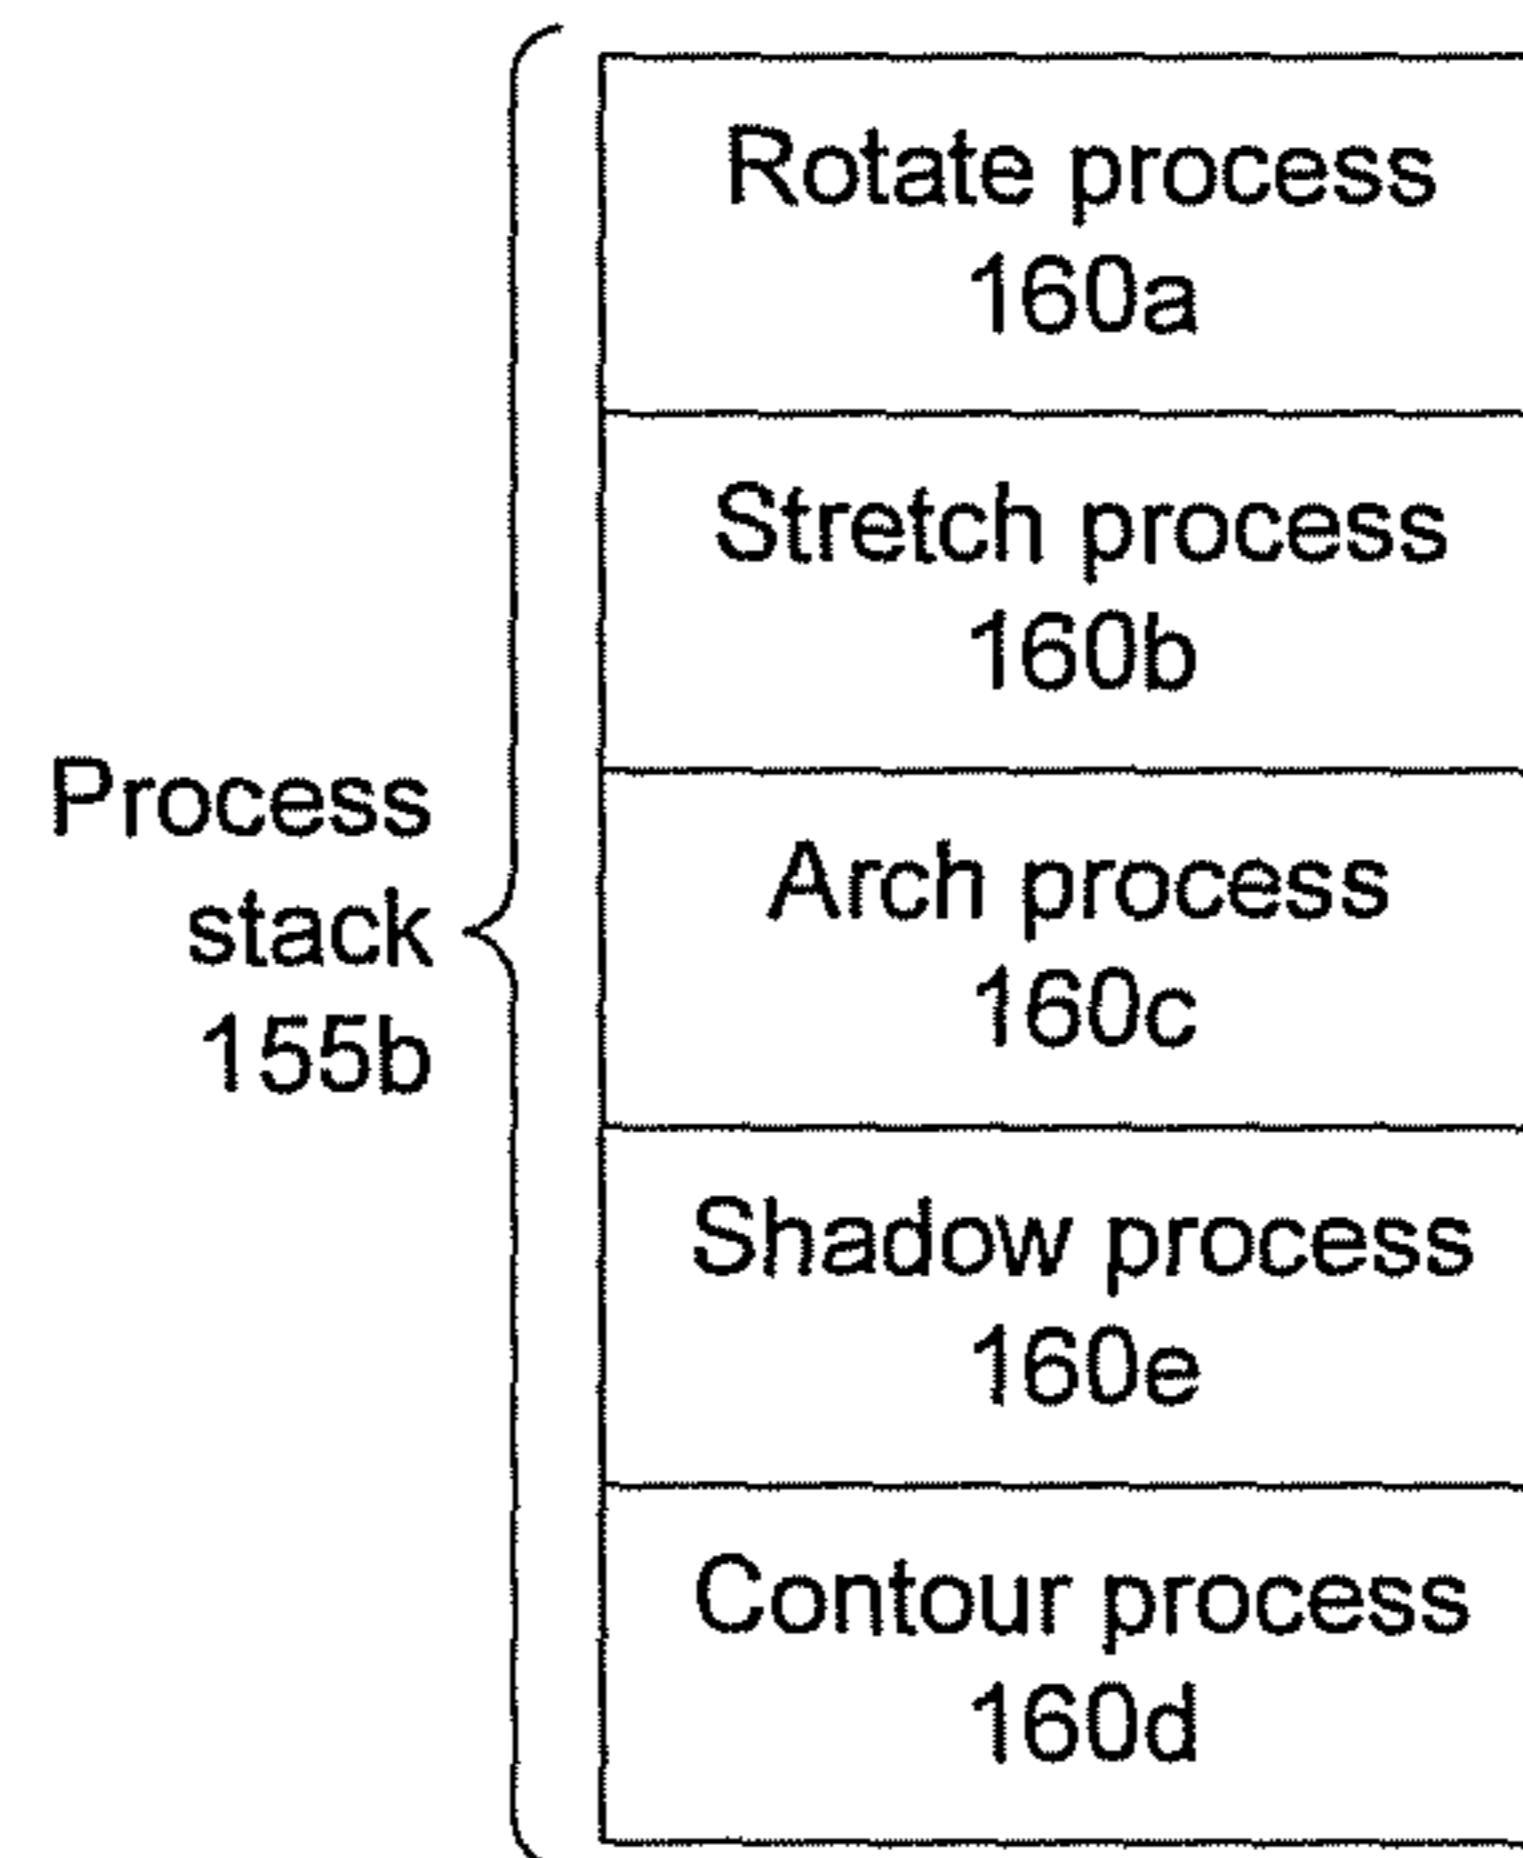 Process
stack
155b
Rotate process
160a
Stretch process
160b
Arch process
160c
Shadow process
160e
Contour process
160d